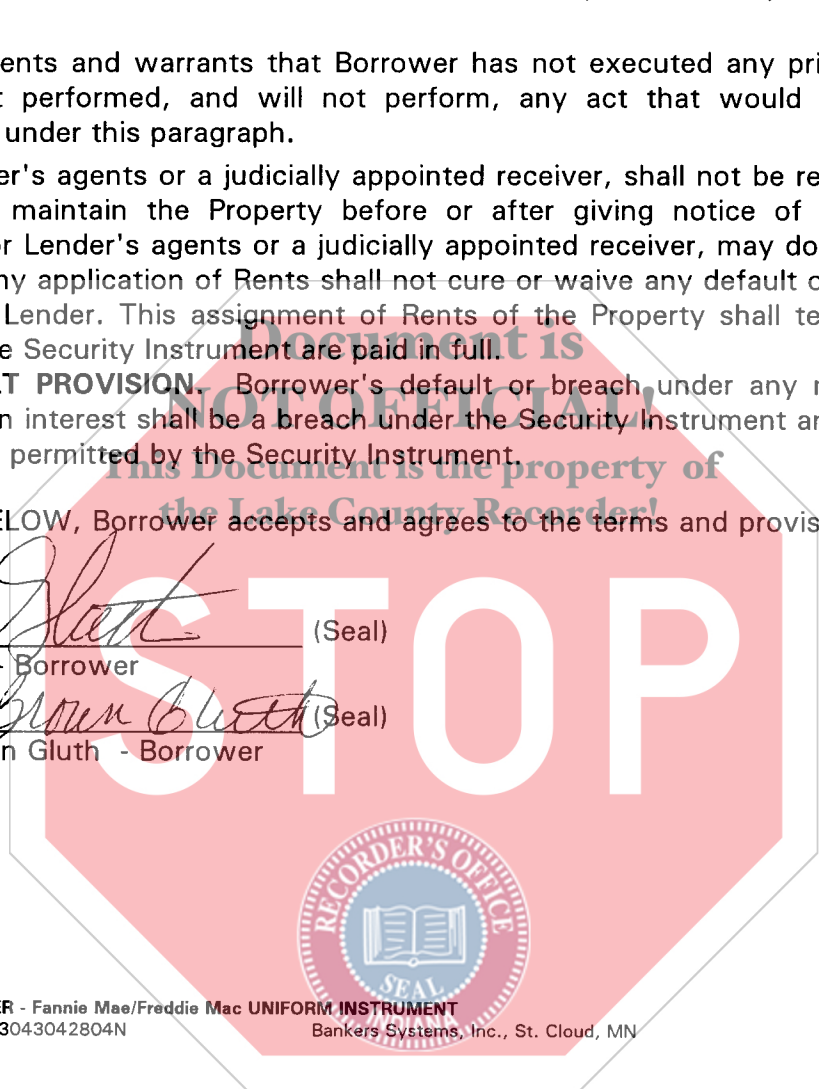 ents and warrants that Borrower has not executed any pri
t performed, and will not perform, any act that would
under this paragraph.
er's agents or a judicially appointed receiver, shall not be re
maintain the Property before or after giving notice of
or Lender's agents or a judicially appointed receiver, may do
ny application of Rents shall not cure or waive any default o
Lender. This assignment of Rents of the Property shall te
e Security Instrument are paid in full.
Document is
LT PROVISION. Borrower's default or breach under any n
NOT OFFICIAL!
n interest shall be a breach under the Security Instrument an
permitted by the Security Instrument.
This Document is the property of
the Lake County Recorder!
ELOW, Borrower accepts and agrees to the terms and provis
STOP
Gluth (Seal)
- Borrower
Brown Gluth (Seal)
n Gluth - Borrower
RECORDER'S OFFICE
SEAL
INDIANA
ER - Fannie Mae/Freddie Mac UNIFORM INSTRUMENT
3043042804N Bankers Systems, Inc., St. Cloud, MN